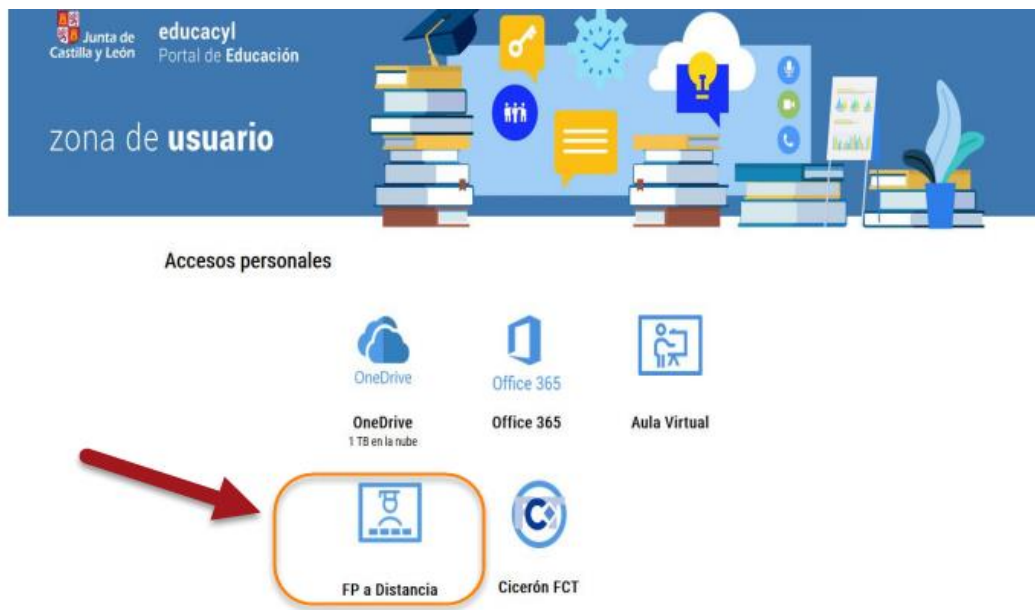 Junta de
Castilla y León
educacyl
Portal de Educación
zona de usuario
Accesos personales
OneDrive
Office 365
OneDrive
1 TB en la nube
Office 365
Aula Virtual
C
FP a Distancia
Cicerón FCT